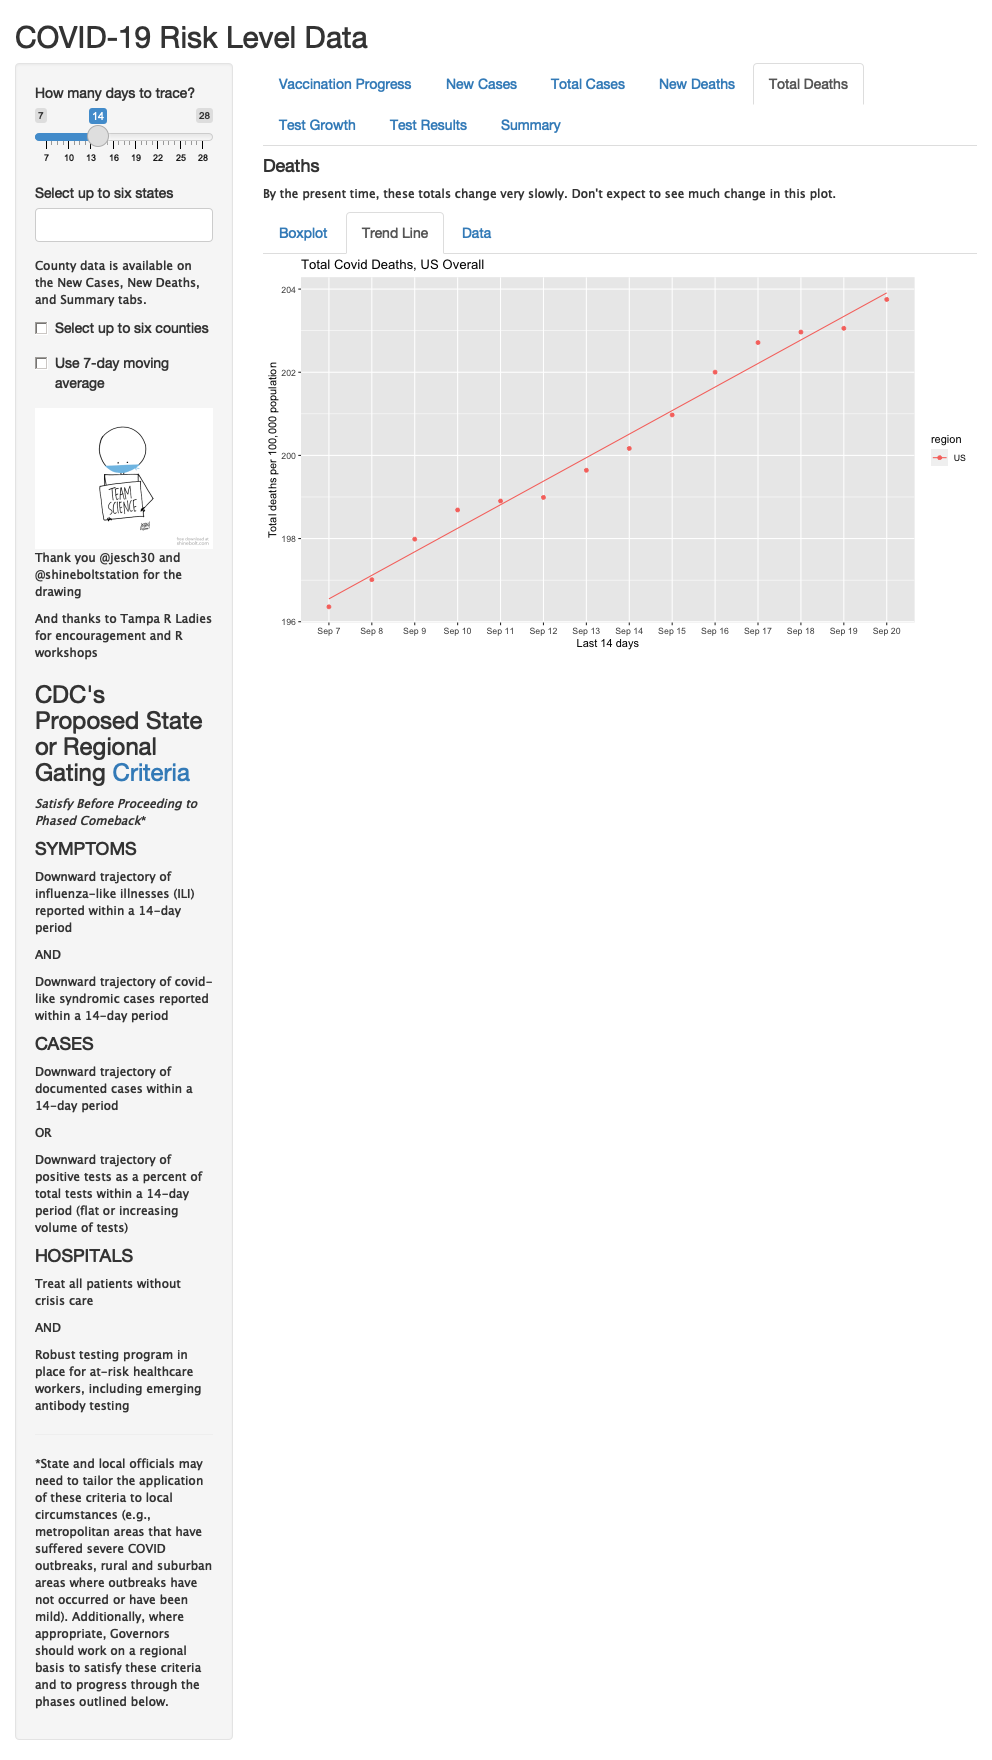 COVID-19 Risk Level Data
How many days to trace?
7 14 28
7 10 13 16 19 22 25 28
Select up to six states
County data is available on
the New Cases, New Deaths,
and Summary tabs.
Select up to six counties
Use 7-day moving
average
TEAM
SCIENCE
Thank you @jesch30 and
@shineboltstation for the
drawing
And thanks to Tampa R Ladies
for encouragement and R
workshops
CDC's
Proposed State
or Regional
Gating Criteria
Satisfy Before Proceeding to
Phased Comeback*
SYMPTOMS
Downward trajectory of
influenza-like illnesses (ILI)
reported within a 14-day
period
AND
Downward trajectory of covid-
like syndromic cases reported
within a 14-day period
CASES
Downward trajectory of
documented cases within a
14-day period
OR
Downward trajectory of
positive tests as a percent of
total tests within a 14-day
period (flat or increasing
volume of tests)
HOSPITALS
Treat all patients without
crisis care
AND
Robust testing program in
place for at-risk healthcare
workers, including emerging
antibody testing
*State and local officials may
need to tailor the application
of these criteria to local
circumstances (e.g.,
metropolitan areas that have
suffered severe COVID
outbreaks, rural and suburban
areas where outbreaks have
not occurred or have been
mild). Additionally, where
appropriate, Governors
should work on a regional
basis to satisfy these criteria
and to progress through the
phases outlined below.
Vaccination Progress New Cases Total Cases New Deaths Total Deaths
Test Growth Test Results Summary
Deaths
By the present time, these totals change very slowly. Don't expect to see much change in this plot.
Boxplot Trend Line Data
Total Covid Deaths, US Overall
Total deaths per 100,000 population
204
202
200
198
196
Sep 7 Sep 8 Sep 9 Sep 10 Sep 11 Sep 12 Sep 13 Sep 14 Sep 15 Sep 16 Sep 17 Sep 18 Sep 19 Sep 20
Last 14 days
region
US